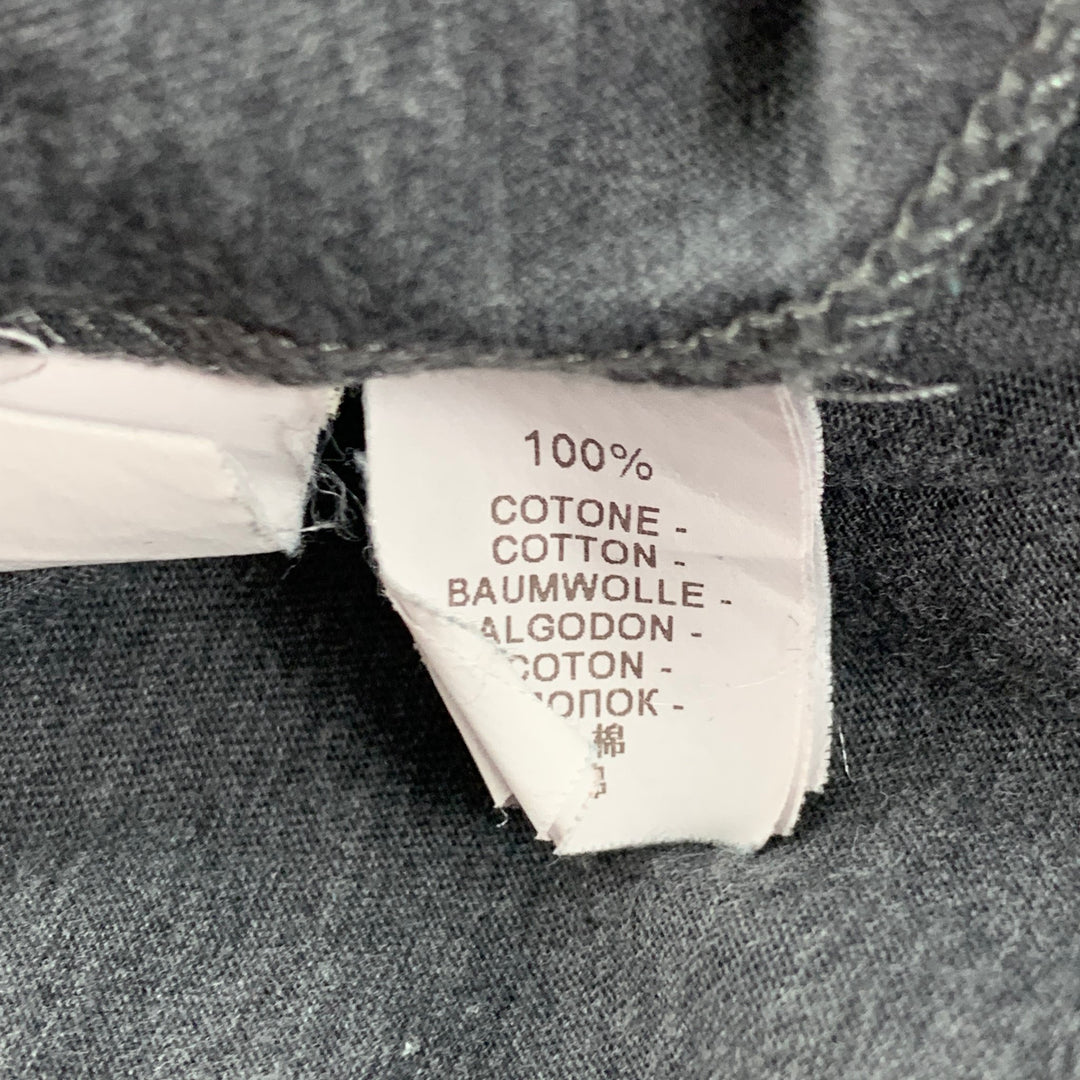 100%
COTONE -
COTTON -
BAUMWOLLE -
ALGODON -
COTON -
棉